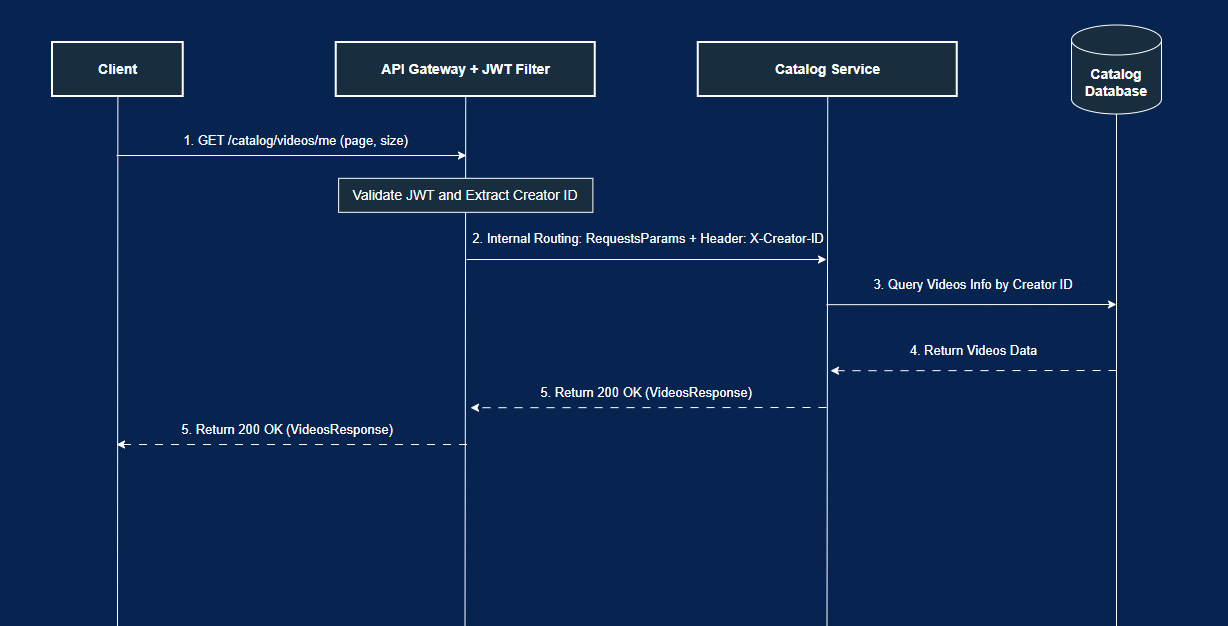 Client
API Gateway + JWT Filter
Catalog Service
Catalog
Database
1. GET /catalog/videos/me (page, size)
Validate JWT and Extract Creator ID
2. Internal Routing: RequestsParams + Header: X-Creator-ID
3. Query Videos Info by Creator ID
4. Return Videos Data
5. Return 200 OK (VideosResponse)
5. Return 200 OK (VideosResponse)